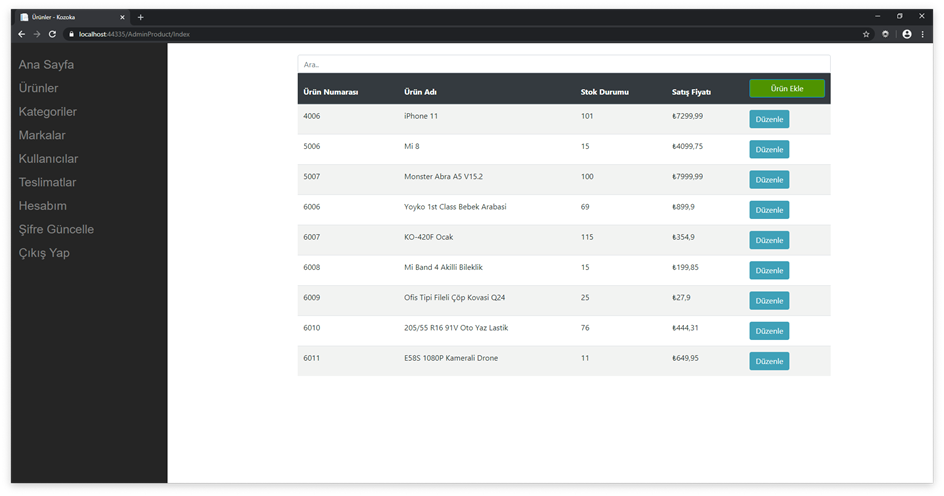 Ürünler - Kozoka
localhost:44335/AdminProduct/Index
Ana Sayfa
Ürünler
Kategoriler
Markalar
Kullanıcılar
Teslimatlar
Hesabım
Şifre Güncelle
Çıkış Yap
Ara..
Ürün Numarası Ürün Adı Stok Durumu Satış Fiyatı Ürün Ekle
4006 iPhone 11 101 ₺7299,99 Düzenle
5006 Mi 8 15 ₺4099,75 Düzenle
5007 Monster Abra A5 V15.2 100 ₺7999,99 Düzenle
6006 Yoyko 1st Class Bebek Arabasi 69 ₺899,9 Düzenle
6007 KO-420F Ocak 115 ₺354,9 Düzenle
6008 Mi Band 4 Akilli Bileklik 15 ₺199,85 Düzenle
6009 Ofis Tipi Fileli Çöp Kovasi Q24 25 ₺27,9 Düzenle
6010 205/55 R16 91V Oto Yaz Lastik 76 ₺444,31 Düzenle
6011 E58S 1080P Kamerali Drone 11 ₺649,95 Düzenle